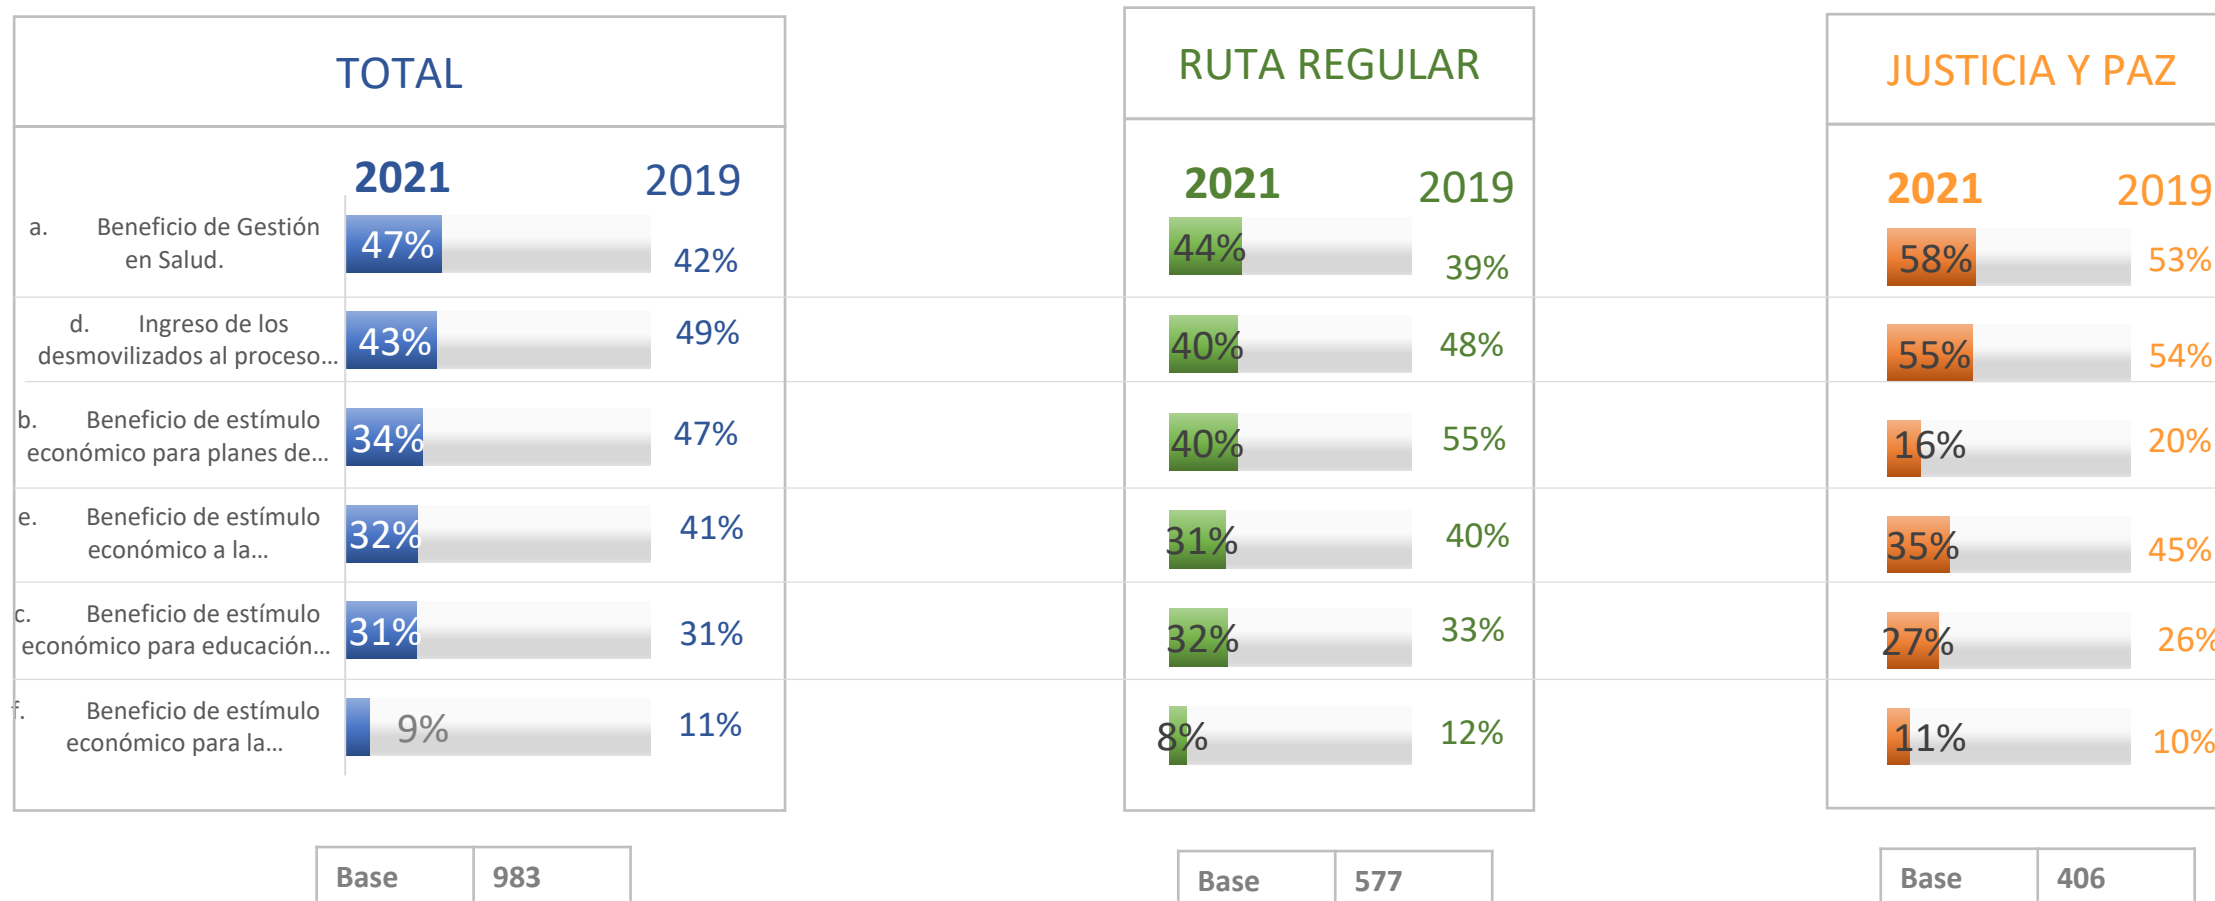 TOTAL
RUTA REGULAR
JUSTICIA Y PAZ
2021 2019
2021 2019
2021 2019
a. Beneficio de Gestión
en Salud.
47% 42%
44% 39%
58% 53%
d. Ingreso de los
desmovilizados al proceso...
43% 49%
40% 48%
55% 54%
b. Beneficio de estímulo
económico para planes de...
34% 47%
40% 55%
16% 20%
e. Beneficio de estímulo
económico a la...
32% 41%
31% 40%
35% 45%
c. Beneficio de estímulo
económico para educación...
31% 31%
32% 33%
27% 26%
f. Beneficio de estímulo
económico para la...
9% 11%
8% 12%
11% 10%
Base 983
Base 577
Base 406